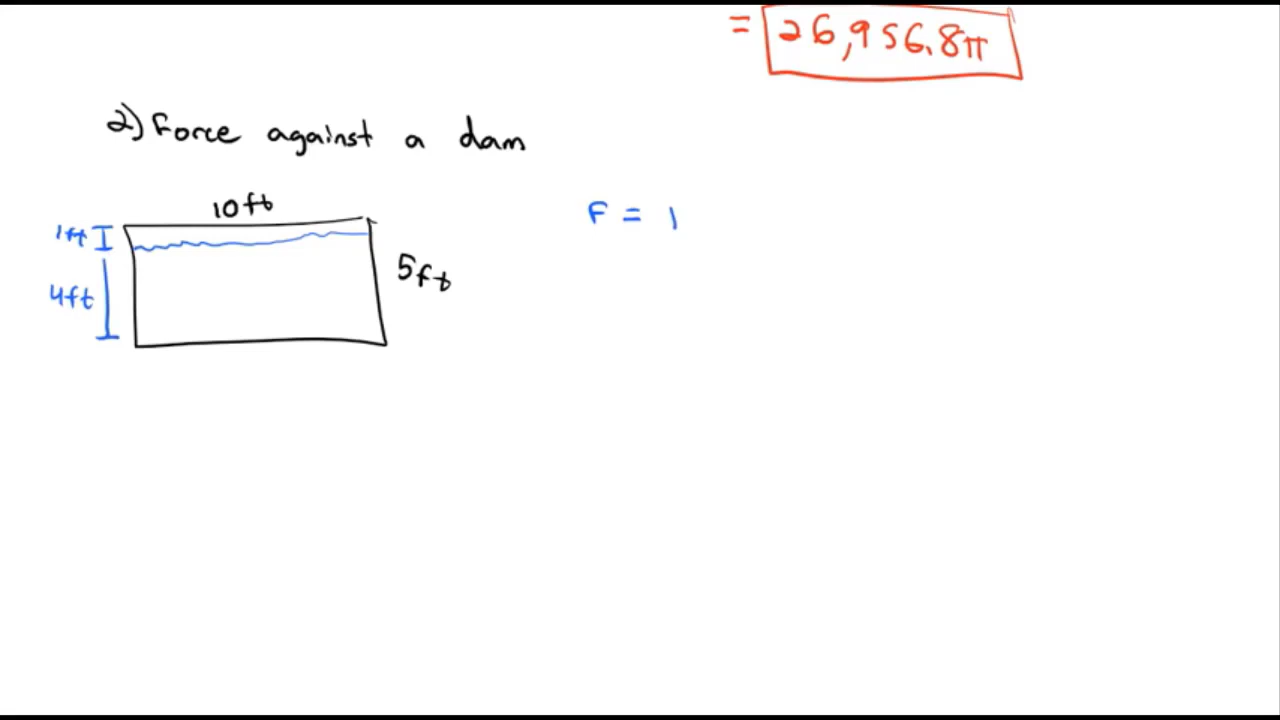 = 26,956.8π
2) Force against a dam
10ft
1ft
4ft
5ft
F = 1